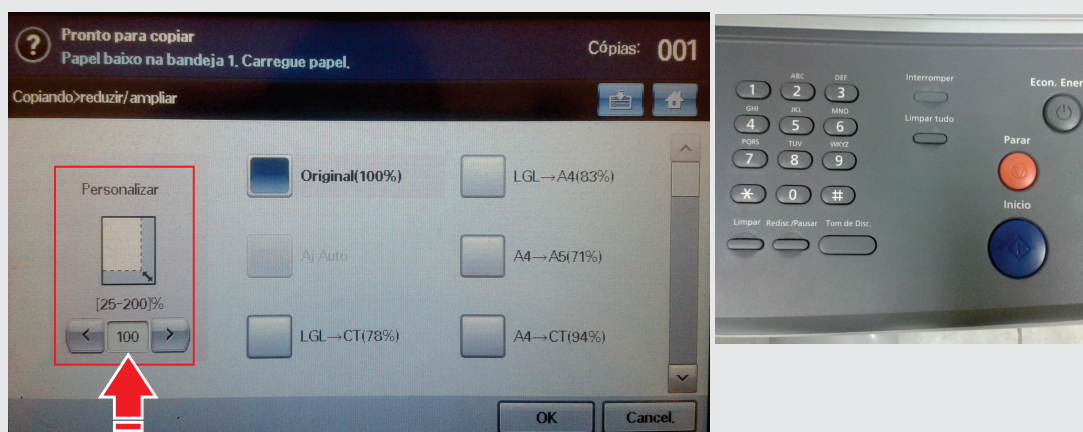 Pronto para copiar
Papel baixo na bandeja 1. Carregue papel.
Cópias: 001
Copiando>reduzir/ampliar
Personalizar
[25-200]%
< 100 >
Original(100%)
LGL→A4(83%)
Aj Auto
A4→A5(71%)
LGL→CT(78%)
A4→CT(94%)
OK Cancel.
ABC DEF
1 2 3
GHI JKL MNO
4 5 6
PQRS TUV WXYZ
7 8 9
* 0 #
Limpar Redisc./Pausar Tom de Disc.
Interromper
Limpar tudo
Econ. Ener
Parar
Início